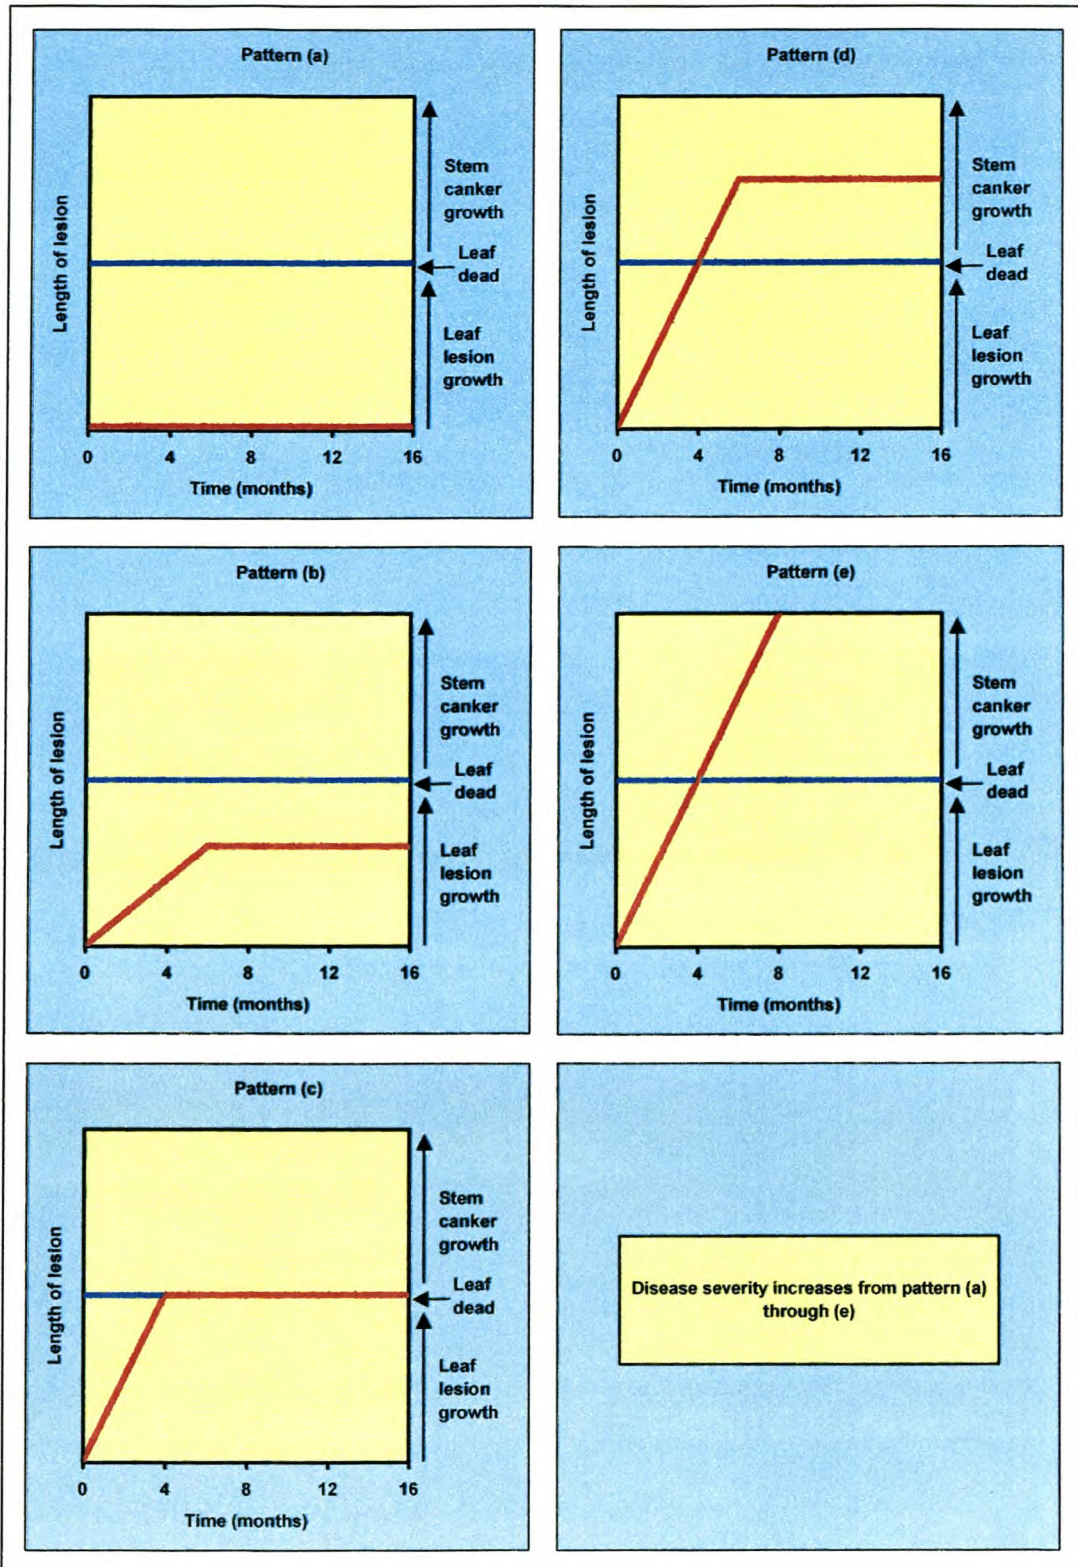 Pattern (a)
Length of lesion
Stem
canker
growth
Leaf
dead
Leaf
lesion
growth
0 4 8 12 16
Time (months)
Pattern (d)
Length of lesion
Stem
canker
growth
Leaf
dead
Leaf
lesion
growth
0 4 8 12 16
Time (months)
Pattern (b)
Length of lesion
Stem
canker
growth
Leaf
dead
Leaf
lesion
growth
0 4 8 12 16
Time (months)
Pattern (e)
Length of lesion
Stem
canker
growth
Leaf
dead
Leaf
lesion
growth
0 4 8 12 16
Time (months)
Pattern (c)
Length of lesion
Stem
canker
growth
Leaf
dead
Leaf
lesion
growth
0 4 8 12 16
Time (months)
Disease severity increases from pattern (a)
through (e)